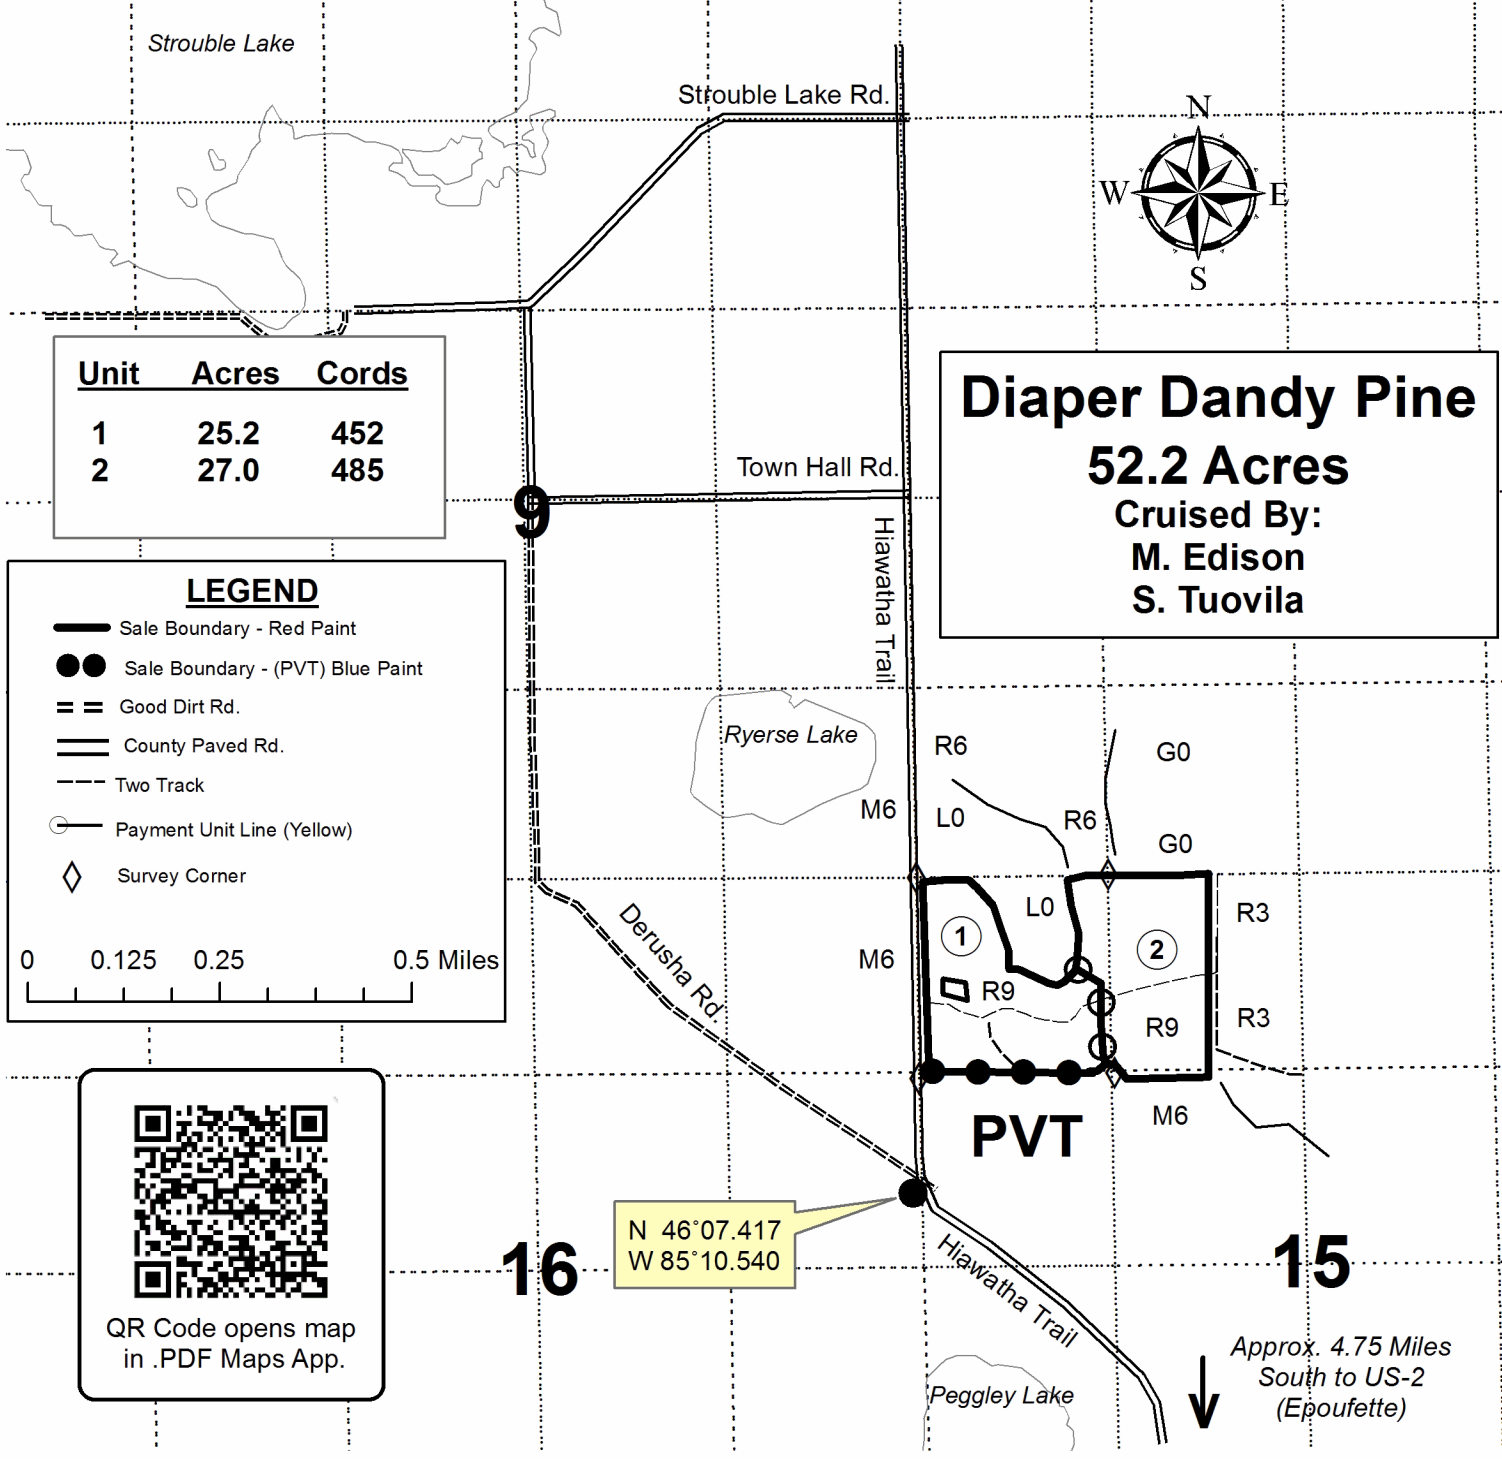 Strouble Lake
Strouble Lake Rd.
N
W
E
S
Unit Acres Cords
1 25.2 452
2 27.0 485
Diaper Dandy Pine
52.2 Acres
Cruised By:
M. Edison
S. Tuovila
Town Hall Rd.
9
Hiawatha Trail
LEGEND
Sale Boundary - Red Paint
Sale Boundary - (PVT) Blue Paint
Good Dirt Rd.
County Paved Rd.
Two Track
Payment Unit Line (Yellow)
Survey Corner
0 0.125 0.25 0.5 Miles
Ryerse Lake
R6
G0
M6
L0
R6
G0
L0
R3
1
2
M6
Derusha Rd.
R9
R9
R3
PVT
M6
N 46°07.417
W 85°10.540
16
15
Hiawatha Trail
QR Code opens map
in .PDF Maps App.
Peggley Lake
Approx. 4.75 Miles
South to US-2
(Epoufette)